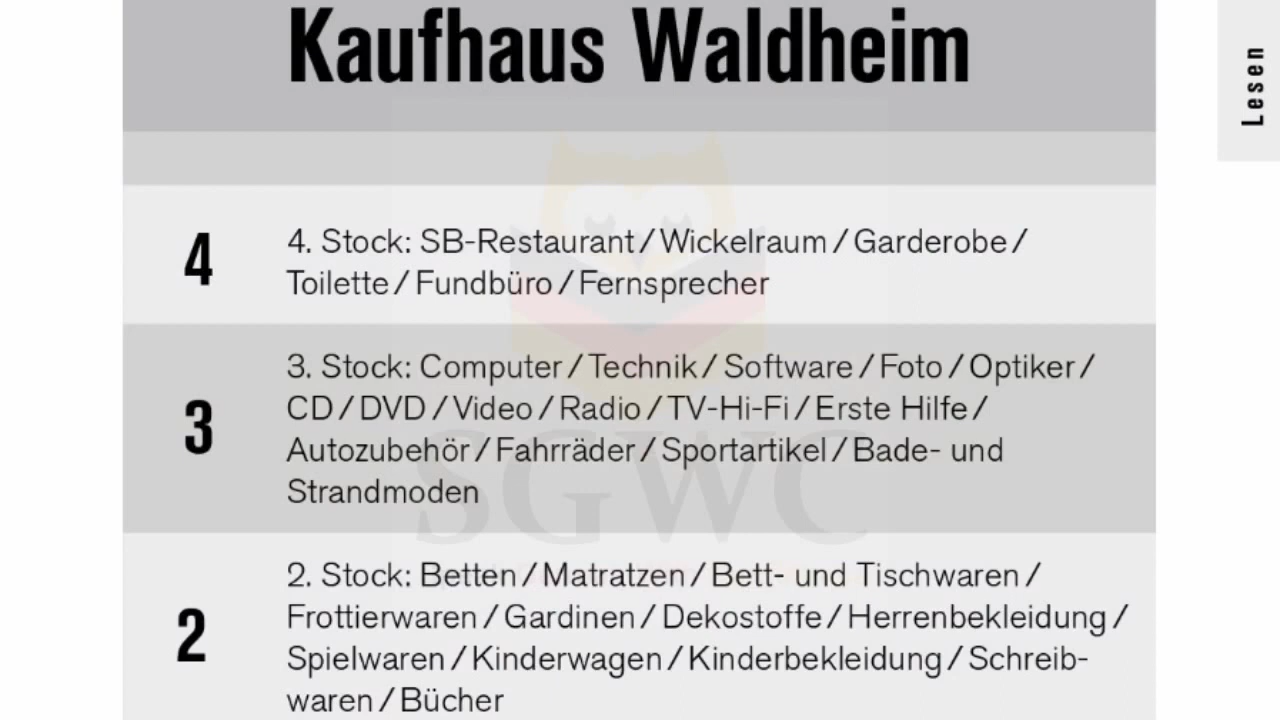 Kaufhaus Waldheim
Lesen
4
4. Stock: SB-Restaurant / Wickelraum / Garderobe /
Toilette / Fundbüro / Fernsprecher
3
3. Stock: Computer / Technik / Software / Foto / Optiker /
CD / DVD / Video / Radio / TV-Hi-Fi / Erste Hilfe /
Autozubehör / Fahrräder / Sportartikel / Bade- und
Strandmoden
SGWC
2
2. Stock: Betten / Matratzen / Bett- und Tischwaren /
Frottierwaren / Gardinen / Dekostoffe / Herrenbekleidung /
Spielwaren / Kinderwagen / Kinderbekleidung / Schreib-
waren / Bücher